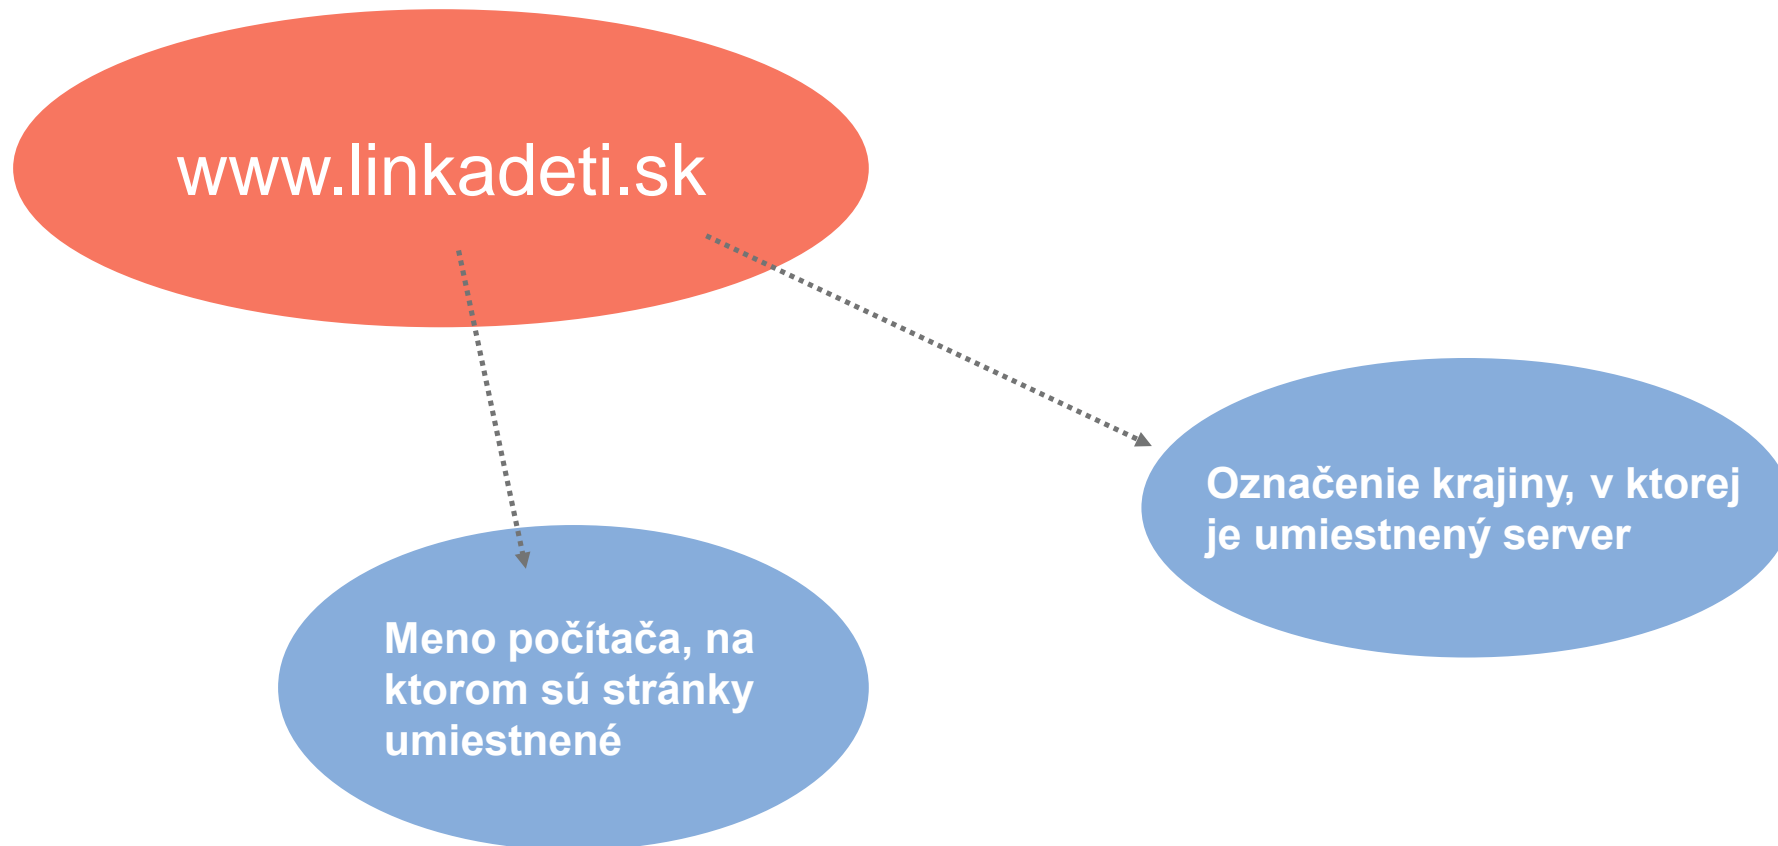 www.linkadeti.sk
Označenie krajiny, v ktorej
je umiestnený server
Meno počítača, na
ktorom sú stránky
umiestnené